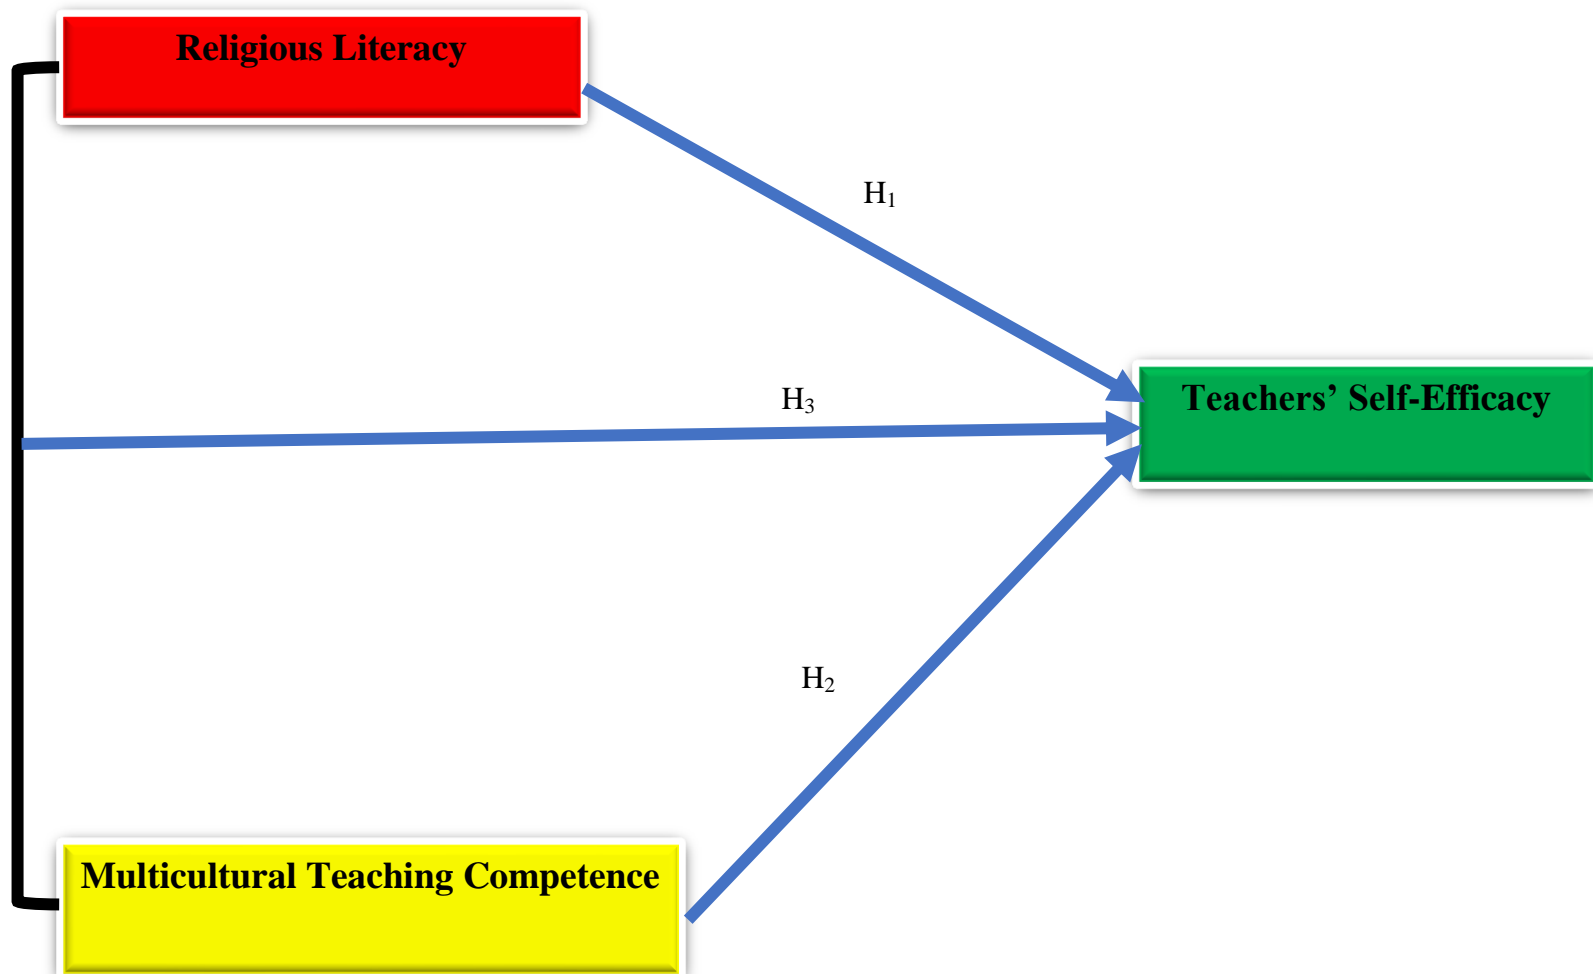 Religious Literacy
H₁
H₃
Teachers’ Self-Efficacy
H₂
Multicultural Teaching Competence